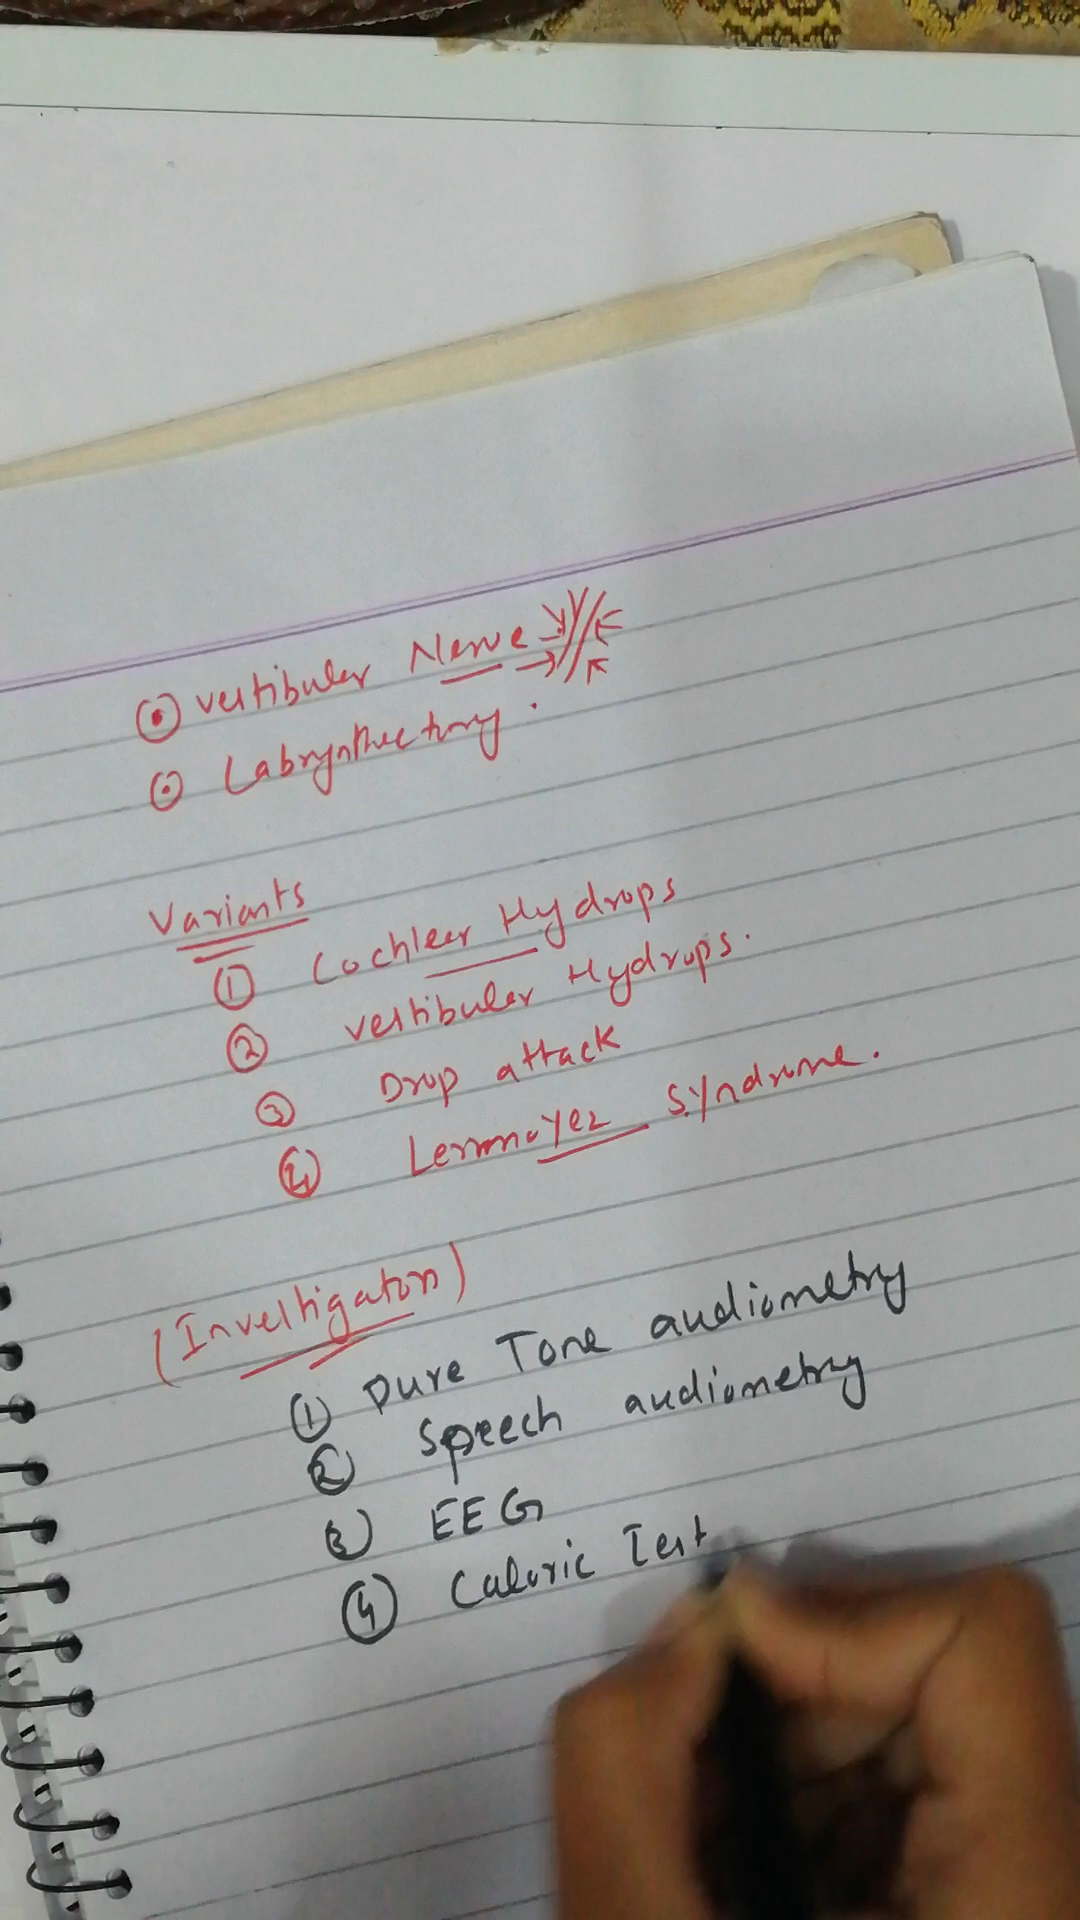 vestibular Nerve
Labrynthectomy.
Variants
① Cochlear Hydrops
② vestibular Hydrops.
③ Drop attack
④ Lermoyez Syndrome.
(Investigation)
① Pure Tone audiometry
② Speech audiometry
③ EEG
④ Caloric Test